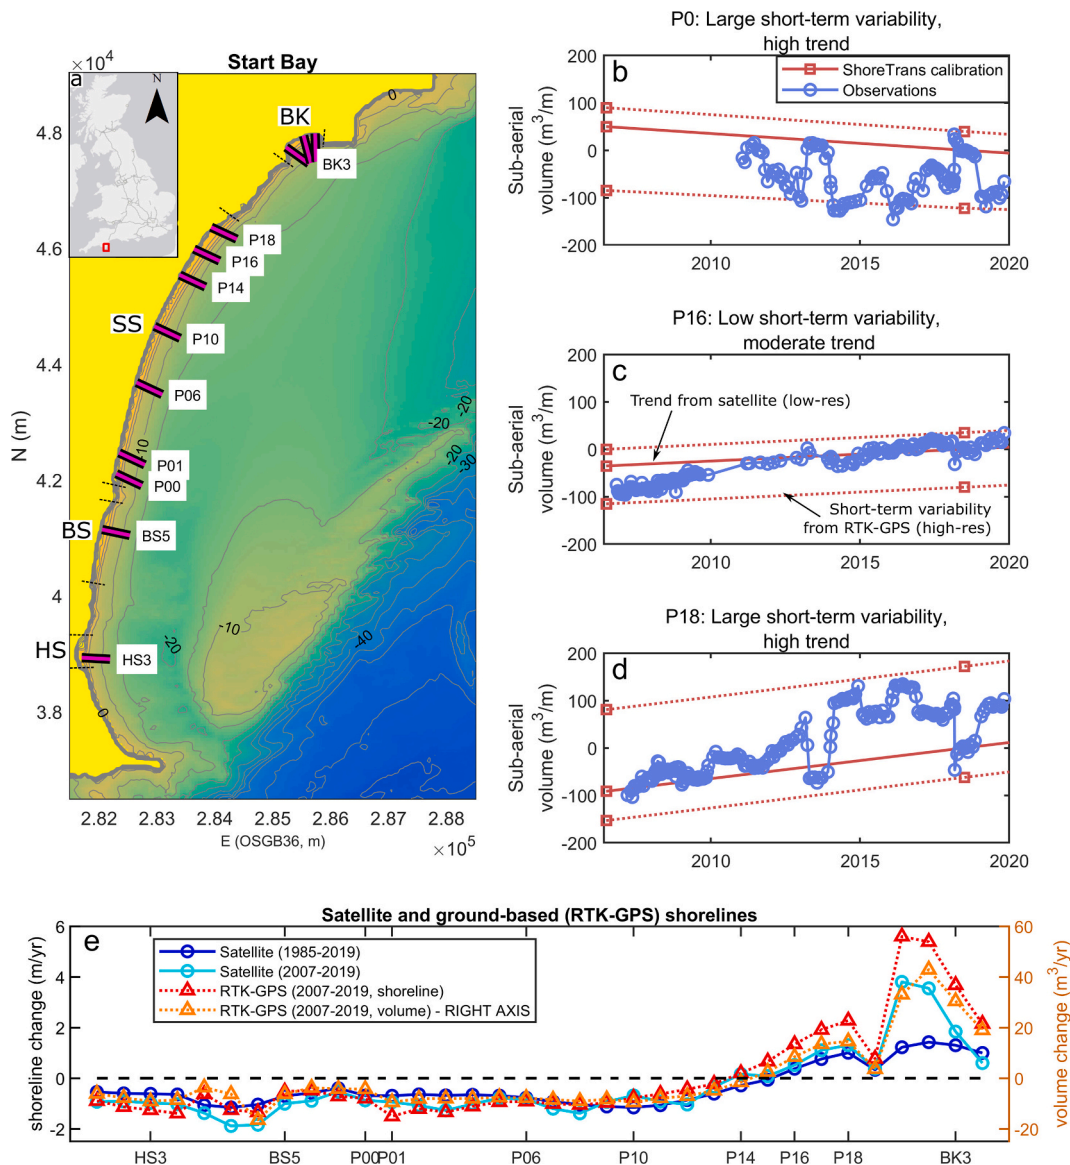 Start Bay
×10⁴
a
N
4.8
4.6
4.4
4.2
4
3.8
N (m)
BK
BK3
P18
P16
P14
SS
P10
P06
P01
P00
BS
BS5
HS
HS3
0
-10
-20
-20
-20
-30
-10
-20
-40
0
2.82 2.83 2.84 2.85 2.86 2.87 2.88
E (OSGB36, m)
×10⁵
P0: Large short-term variability,
high trend
b
ShoreTrans calibration
Observations
200
100
0
-100
-200
Sub-aerial
volume (m³/m)
2010 2015 2020
P16: Low short-term variability,
moderate trend
c
Trend from satellite (low-res)
Short-term variability
from RTK-GPS (high-res)
200
100
0
-100
-200
Sub-aerial
volume (m³/m)
2010 2015 2020
P18: Large short-term variability,
high trend
d
200
100
0
-100
-200
Sub-aerial
volume (m³/m)
2010 2015 2020
Satellite and ground-based (RTK-GPS) shorelines
e
Satellite (1985-2019)
Satellite (2007-2019)
RTK-GPS (2007-2019, shoreline)
RTK-GPS (2007-2019, volume) - RIGHT AXIS
6
4
2
0
-2
shoreline change (m/yr)
60
40
20
0
-20
volume change (m³/yr)
HS3 BS5 P00 P01 P06 P10 P14 P16 P18 BK3